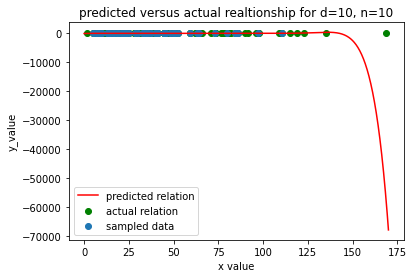 predicted versus actual realtionship for d=10, n=10
0
−10000
−20000
−30000
−40000
−50000
−60000
−70000
y_value
predicted relation
actual relation
sampled data
0 25 50 75 100 125 150 175
x value